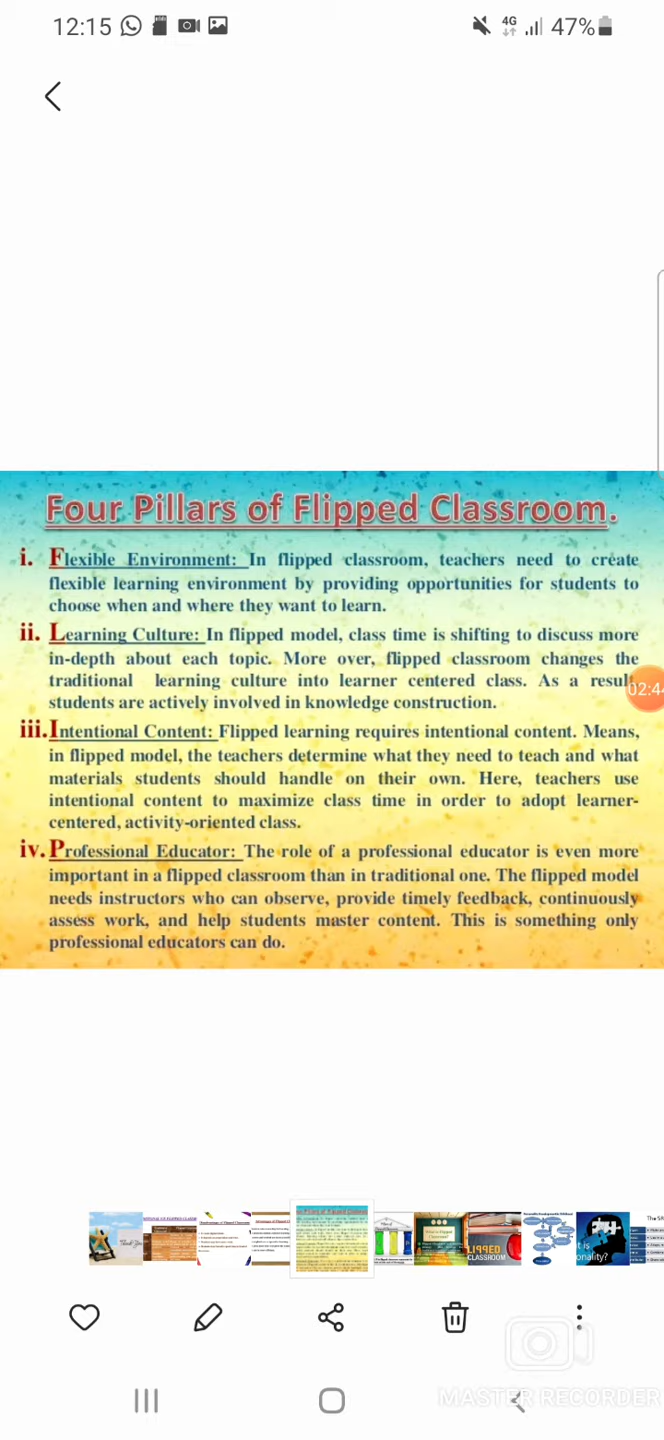 12:15
4G
47%
Four Pillars of Flipped Classroom.
i. Flexible Environment: In flipped classroom, teachers need to create
flexible learning environment by providing opportunities for students to
choose when and where they want to learn.
ii. Learning Culture: In flipped model, class time is shifting to discuss more
in-depth about each topic. More over, flipped classroom changes the
traditional learning culture into learner centered class. As a result
students are actively involved in knowledge construction.
02:44
iii. Intentional Content: Flipped learning requires intentional content. Means,
in flipped model, the teachers determine what they need to teach and what
materials students should handle on their own. Here, teachers use
intentional content to maximize class time in order to adopt learner-
centered, activity-oriented class.
iv. Professional Educator: The role of a professional educator is even more
important in a flipped classroom than in traditional one. The flipped model
needs instructors who can observe, provide timely feedback, continuously
assess work, and help students master content. This is something only
professional educators can do.
CLASSROOM
MASTER RECORDER